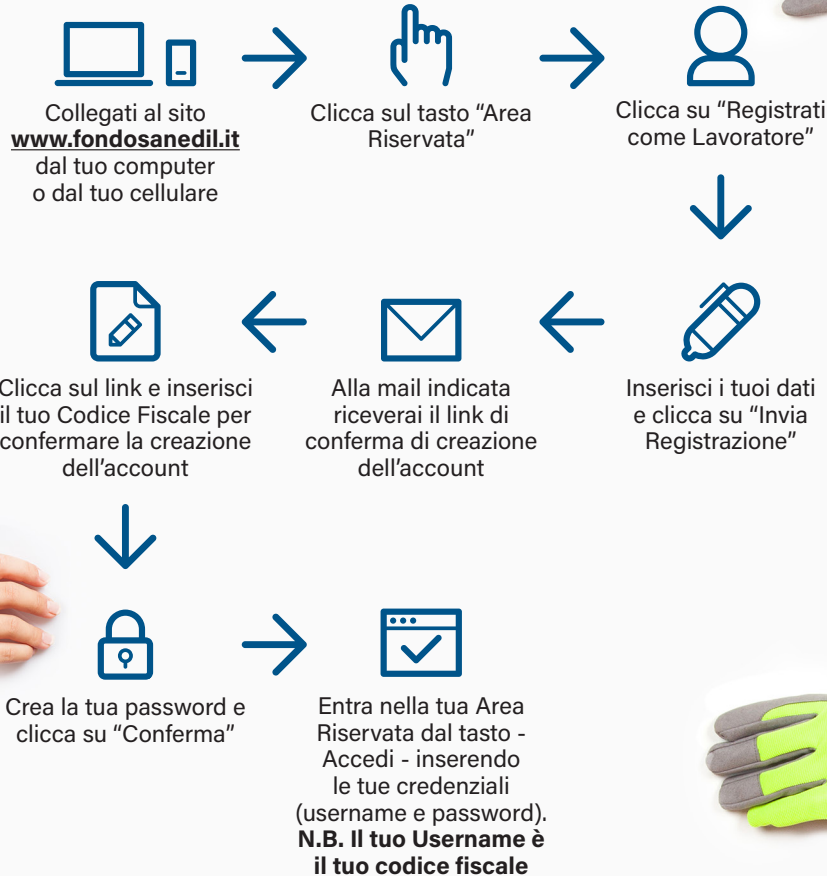 Collegati al sito
www.fondosanedil.it
dal tuo computer
o dal tuo cellulare
Clicca sul tasto “Area
Riservata”
Clicca su “Registrati
come Lavoratore”
Inserisci i tuoi dati
e clicca su “Invia
Registrazione”
Alla mail indicata
riceverai il link di
conferma di creazione
dell’account
Clicca sul link e inserisci
il tuo Codice Fiscale per
confermare la creazione
dell’account
Crea la tua password e
clicca su “Conferma”
Entra nella tua Area
Riservata dal tasto -
Accedi - inserendo
le tue credenziali
(username e password).
N.B. Il tuo Username è
il tuo codice fiscale